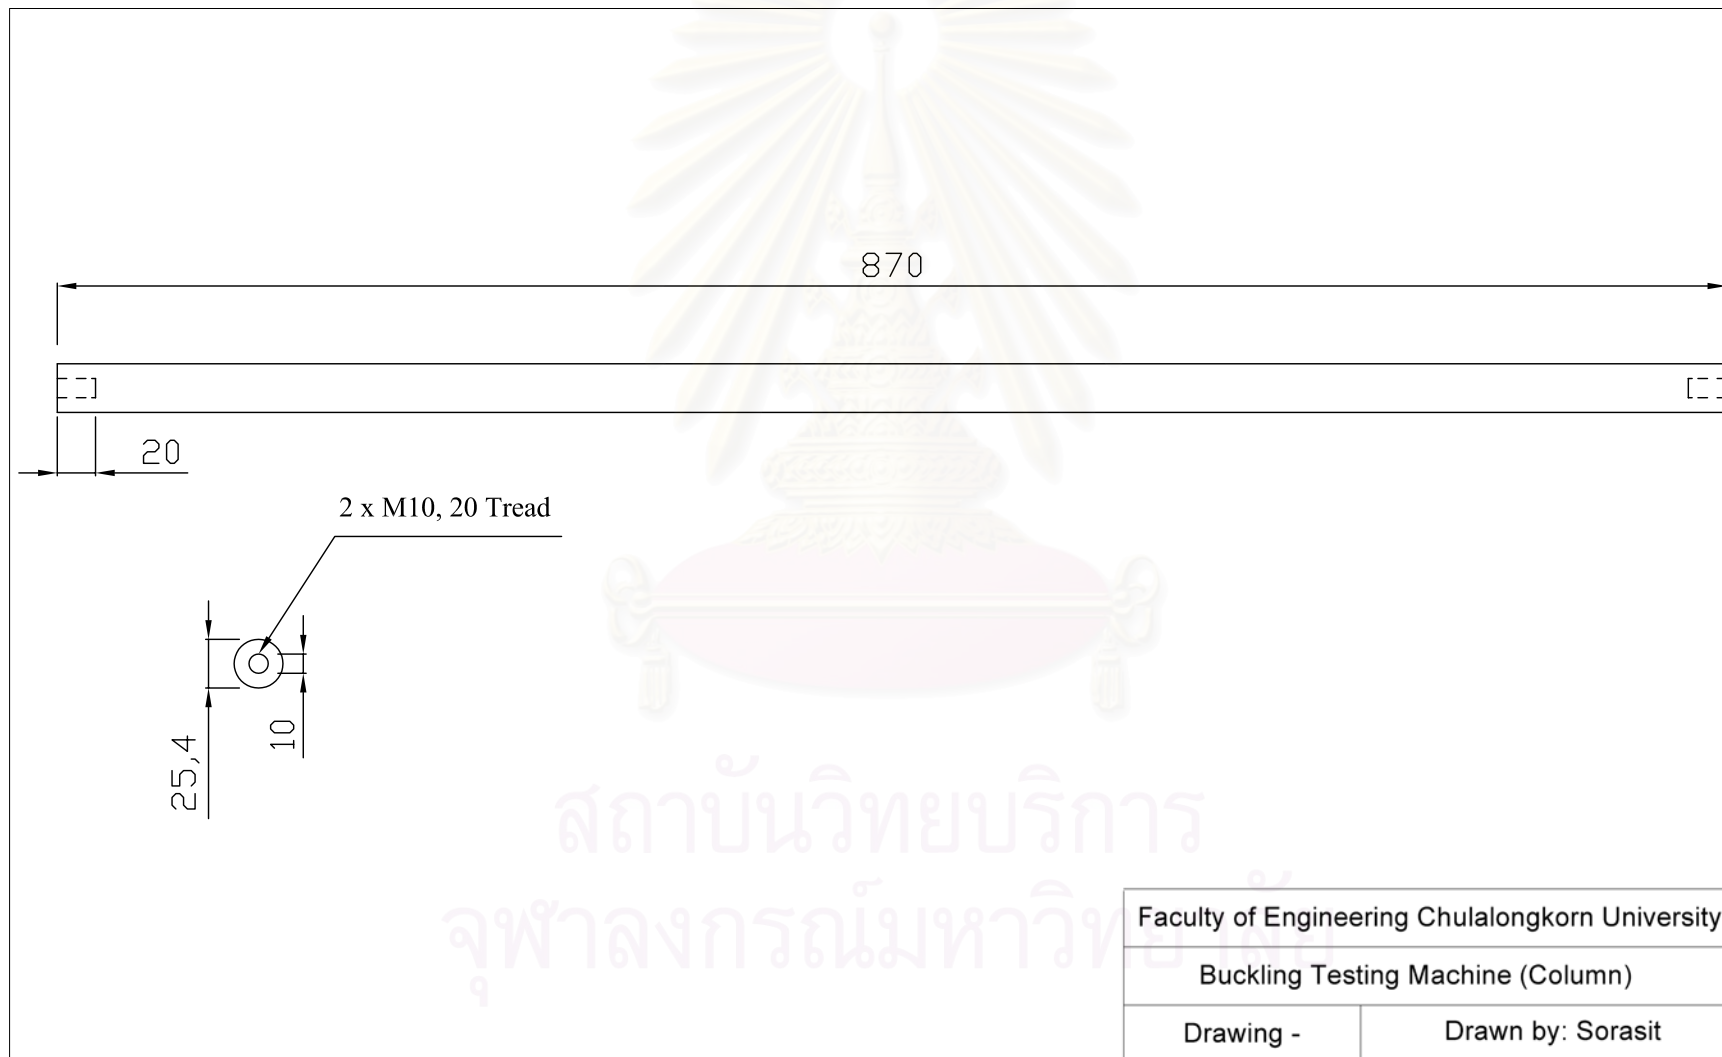 870
20
2 x M10, 20 Tread
10
25,4
สถาบันวิทยบริการ
จุฬาลงกรณ์มหาวิทยาลัย
Faculty of Engineering Chulalongkorn University
Buckling Testing Machine (Column)
Drawing -
Drawn by: Sorasit